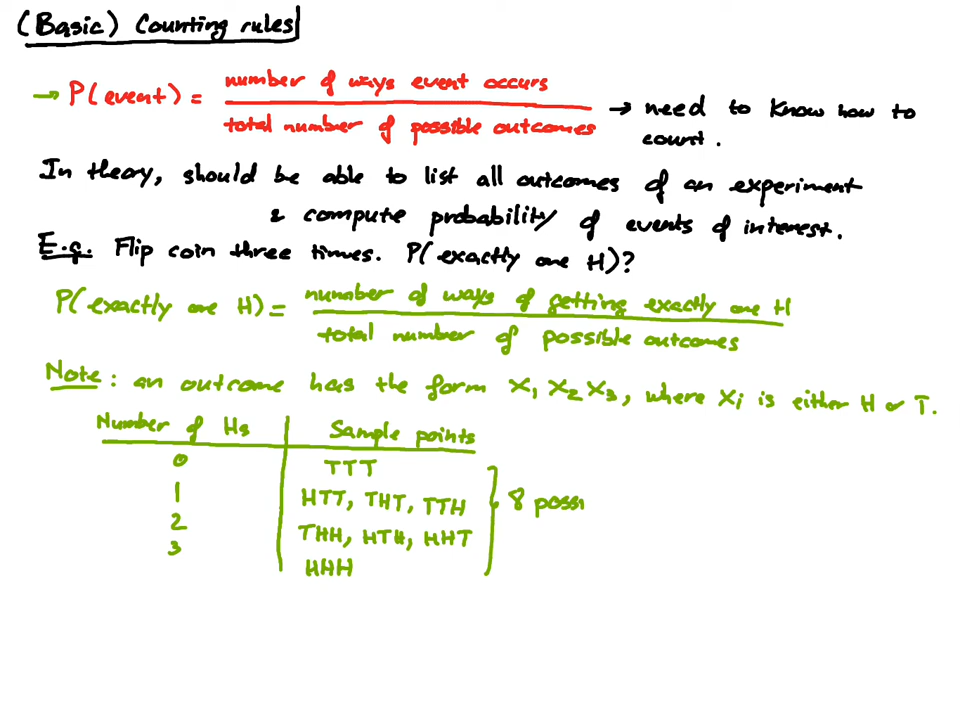 (Basic) Counting rules
→ P(event) = number of ways event occurs / total number of possible outcomes → need to know how to
count.
In theory, should be able to list all outcomes of an experiment
& compute probability of events of interest.
E.g. Flip coin three times. P(exactly one H)?
P(exactly one H) = number of ways of getting exactly one H / total number of possible outcomes
Note: an outcome has the form X₁ X₂ X₃, where Xi is either H or T.
Number of Hs | Sample points
0 | TTT
1 | HTT, THT, TTH } 8 possi
2 | THH, HTH, HHT
3 | HHH